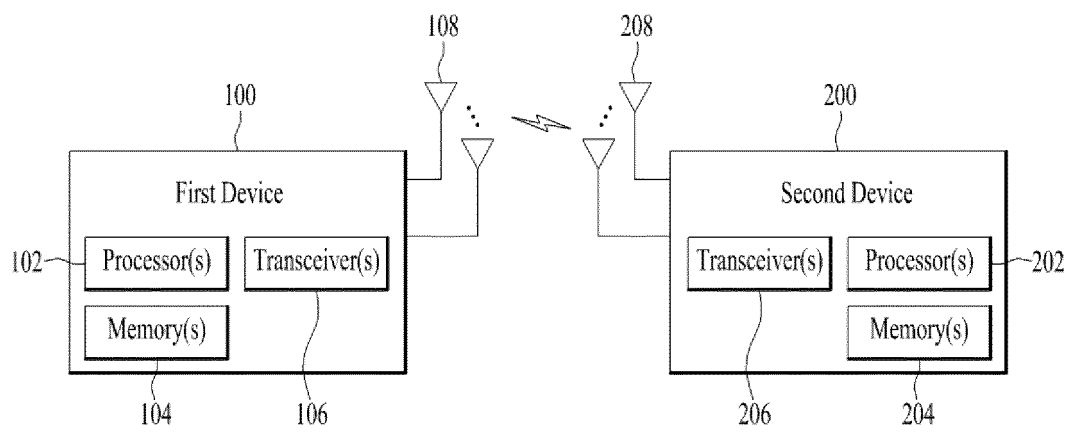 108
208
100
200
First Device
Second Device
102
Processor(s)
Transceiver(s)
Transceiver(s)
Processor(s)
202
Memory(s)
Memory(s)
104
106
206
204